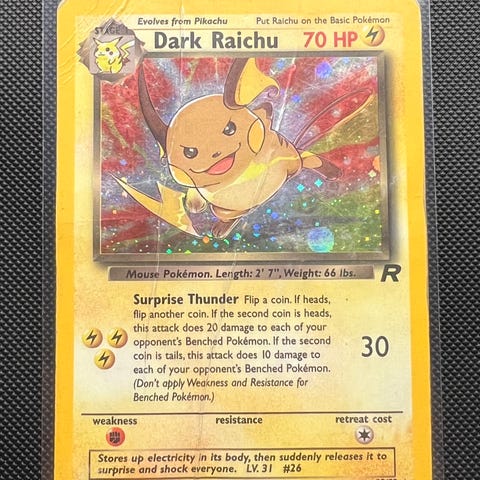 Evolves from Pikachu Put Raichu on the Basic Pokémon
STAGE
Dark Raichu 70 HP
Mouse Pokémon. Length: 2' 7", Weight: 66 lbs.
R
Surprise Thunder Flip a coin. If heads,
flip another coin. If the second coin is heads,
this attack does 20 damage to each of your
opponent's Benched Pokémon. If the second
coin is tails, this attack does 10 damage to
each of your opponent's Benched Pokémon.
(Don't apply Weakness and Resistance for
Benched Pokémon.)
30
weakness resistance retreat cost
Stores up electricity in its body, then suddenly releases it to
surprise and shock everyone. LV. 31 #26